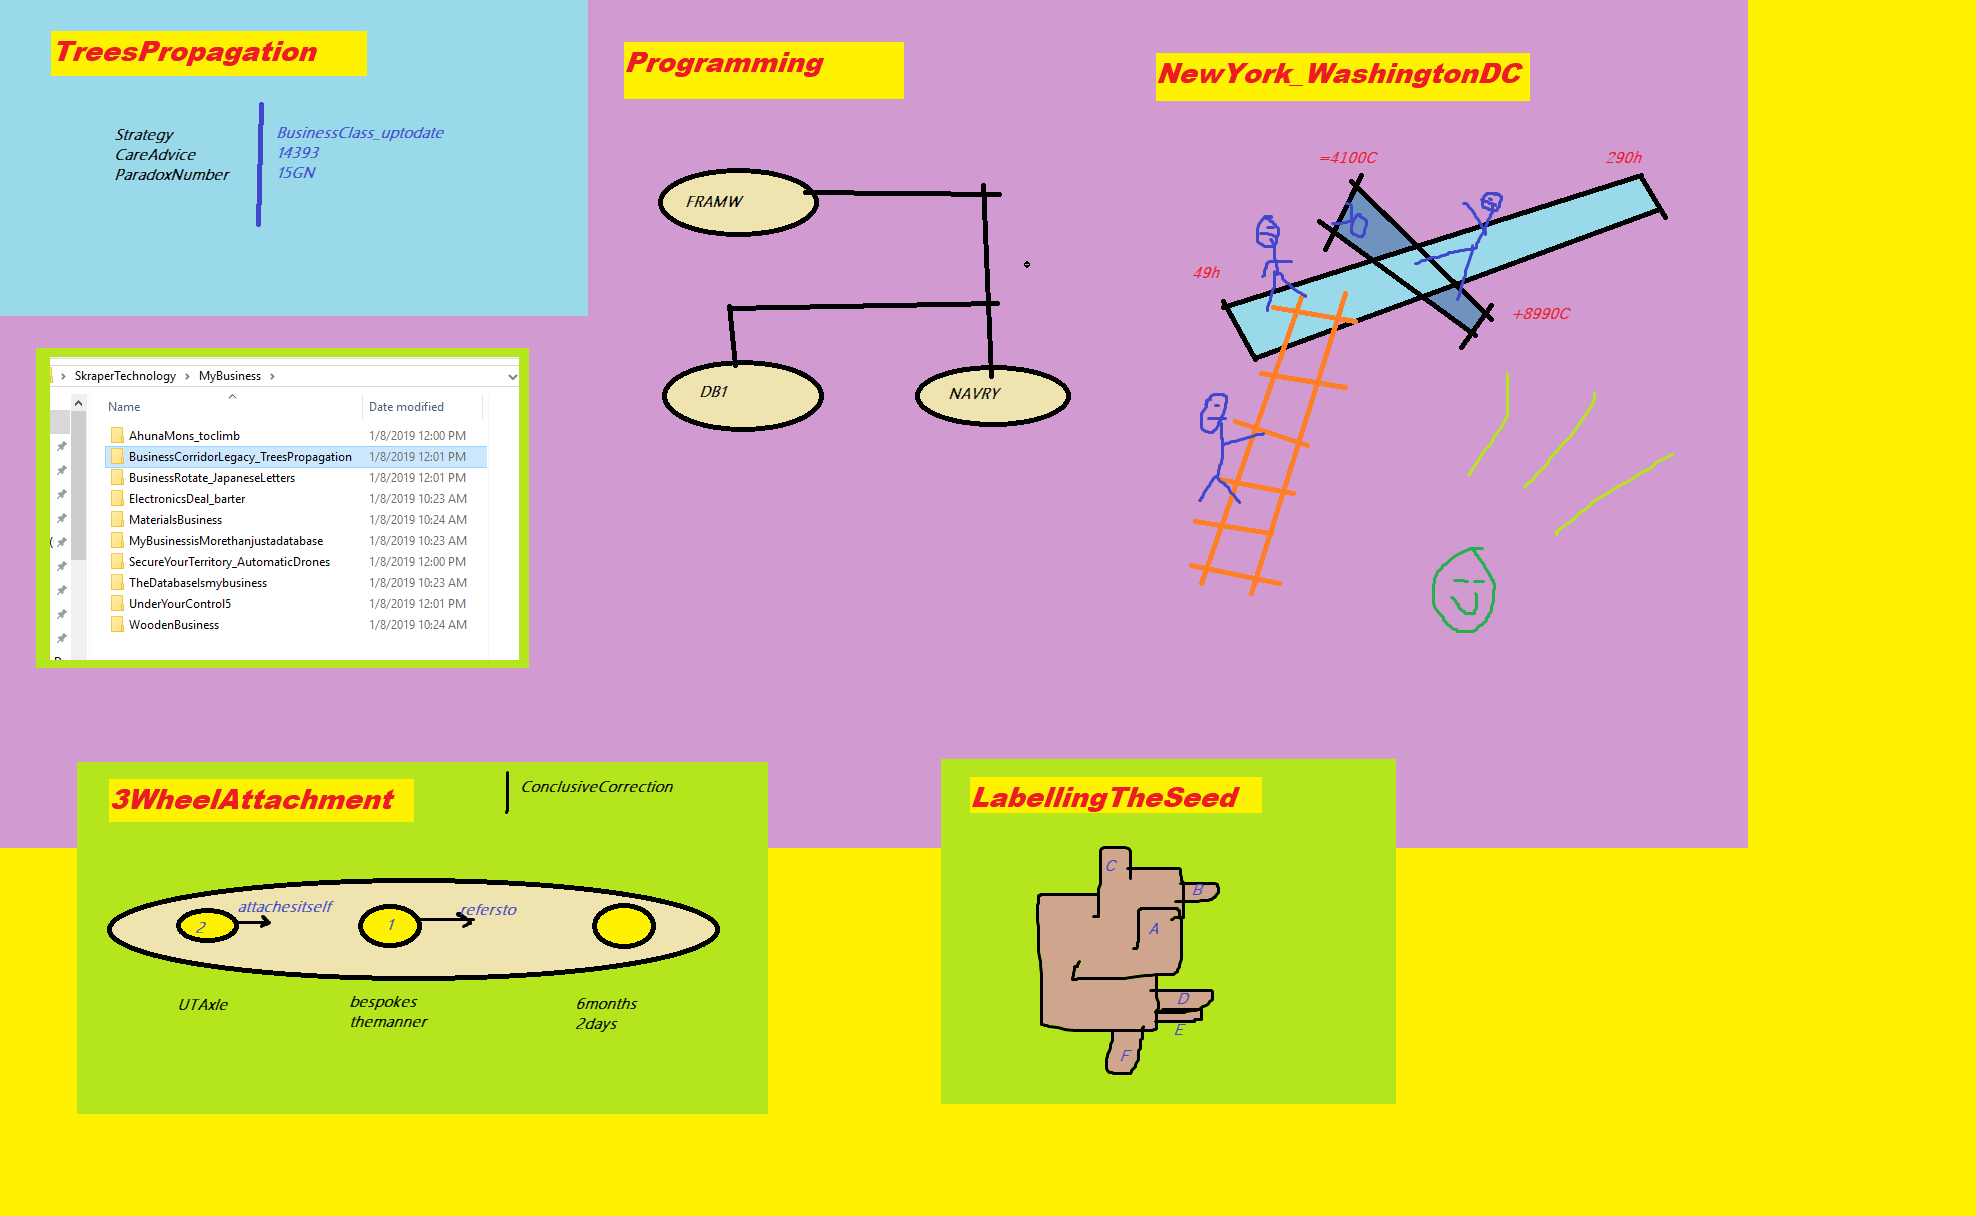 TreesPropagation
Strategy BusinessClass_uptodate
CareAdvice 14393
ParadoxNumber 15GN
Programming
FRAMW
DB1
NAVRY
NewYork_WashingtonDC
=4100C
290h
49h
+8990C
SkraperTechnology > MyBusiness >
Name Date modified
AhunaMons_toclimb 1/8/2019 12:00 PM
BusinessCorridorLegacy_TreesPropagation 1/8/2019 12:01 PM
BusinessRotate_JapaneseLetters 1/8/2019 12:01 PM
ElectronicsDeal_barter 1/8/2019 10:23 AM
MaterialsBusiness 1/8/2019 10:24 AM
MyBusinessisMorethanjustadatabase 1/8/2019 10:23 AM
SecureYourTerritory_AutomaticDrones 1/8/2019 12:00 PM
TheDatabaseIsmybusiness 1/8/2019 10:23 AM
UnderYourControl5 1/8/2019 12:01 PM
WoodenBusiness 1/8/2019 10:24 AM
3WheelAttachment
ConclusiveCorrection
2 attachesitself
1 refersto
UTAxle
bespokes
themanner
6months
2days
LabellingTheSeed
C
B
A
D
E
F